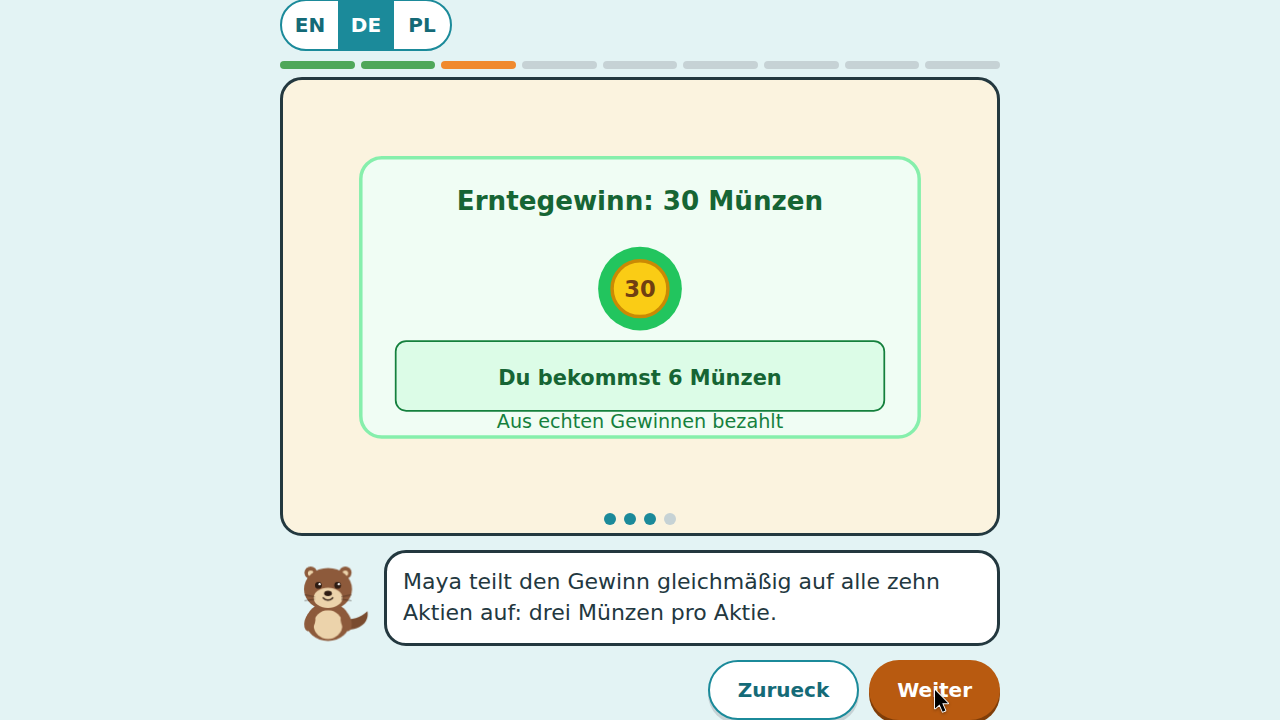 EN DE PL
Erntegewinn: 30 Münzen
30
Du bekommst 6 Münzen
Aus echten Gewinnen bezahlt
Maya teilt den Gewinn gleichmäßig auf alle zehn
Aktien auf: drei Münzen pro Aktie.
Zurueck Weiter